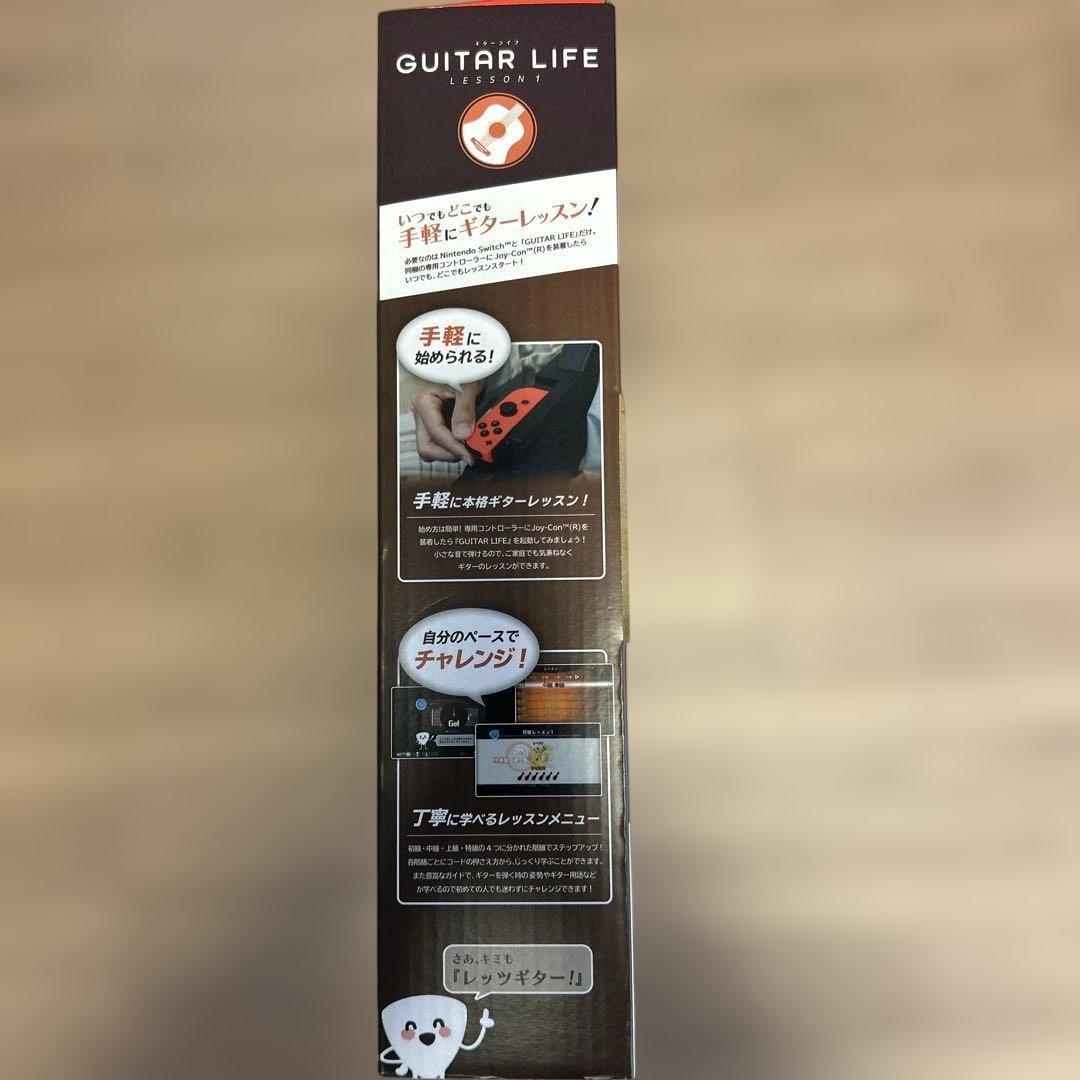 ギターライフ
GUITAR LIFE
LESSON 1
いつでもどこでも
手軽にギターレッスン!
必要なのは Nintendo Switch™と「GUITAR LIFE」だけ。
同梱の専用コントローラーに Joy-Con™(R)を装着したら
いつでも、どこでもレッスンスタート!
手軽に
始められる!
手軽に本格ギターレッスン!
始め方は簡単! 専用コントローラーにJoy-Con™(R)を
装着したら『GUITAR LIFE』を起動してみましょう!
小さな音で弾けるので、ご家庭でも気兼ねなく
ギターのレッスンができます。
自分のペースで
チャレンジ!
レッスン
Go!
初級レッスン1
丁寧に学べるレッスンメニュー
初級・中級・上級・特級の4つに分かれた階級でステップアップ!
各階級ごとにコードの押さえ方から、じっくり学ぶことができます。
また豊富なガイドで、ギターを弾く時の姿勢やギター用語など
が学べるので初めての人でも迷わずにチャレンジできます!
さあ、キミも
『レッツギター!』